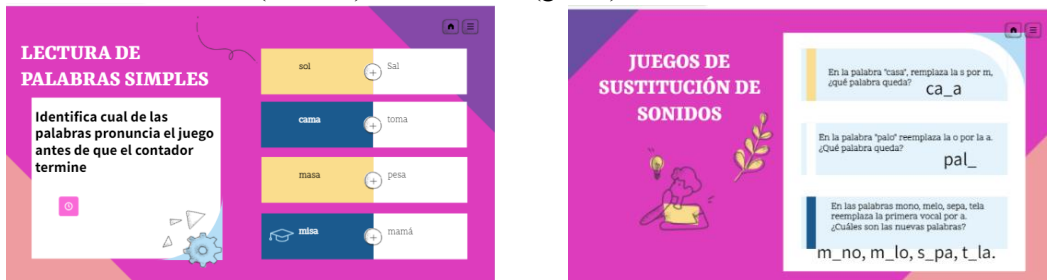 LECTURA DE
PALABRAS SIMPLES
Identifica cual de las
palabras pronuncia el juego
antes de que el contador
termine
sol Sal
cama toma
masa pesa
misa mamá
JUEGOS DE
SUSTITUCIÓN DE
SONIDOS
En la palabra "casa", remplaza la s por m,
¿qué palabra queda?
ca_a
En la palabra "palo" reemplaza la o por la a.
¿Qué palabra queda?
pal_
En las palabras mono, melo, sepa, tela
reemplaza la primera vocal por a.
¿Cuáles son las nuevas palabras?
m_no, m_lo, s_pa, t_la.